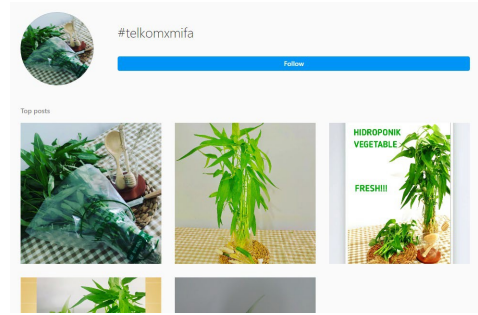 #telkomxmifa
Follow
Top posts
HIDROPONIK
VEGETABLE
FRESH!!!